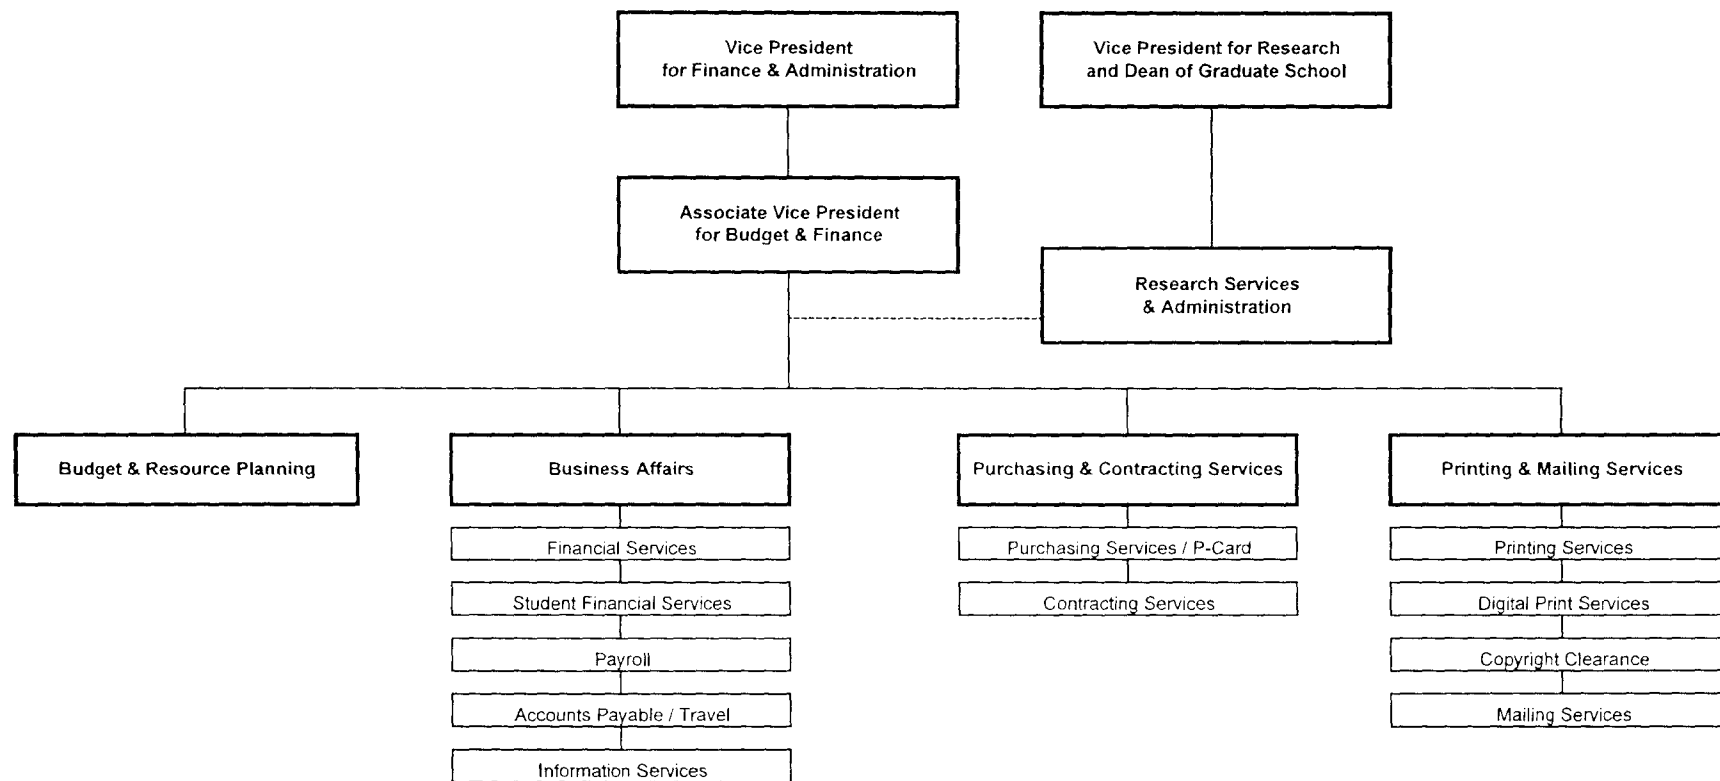 Vice President
for Finance & Administration
Vice President for Research
and Dean of Graduate School
Associate Vice President
for Budget & Finance
Research Services
& Administration
Budget & Resource Planning
Business Affairs
Purchasing & Contracting Services
Printing & Mailing Services
Financial Services
Student Financial Services
Payroll
Accounts Payable / Travel
Information Services
Purchasing Services / P-Card
Contracting Services
Printing Services
Digital Print Services
Copyright Clearance
Mailing Services